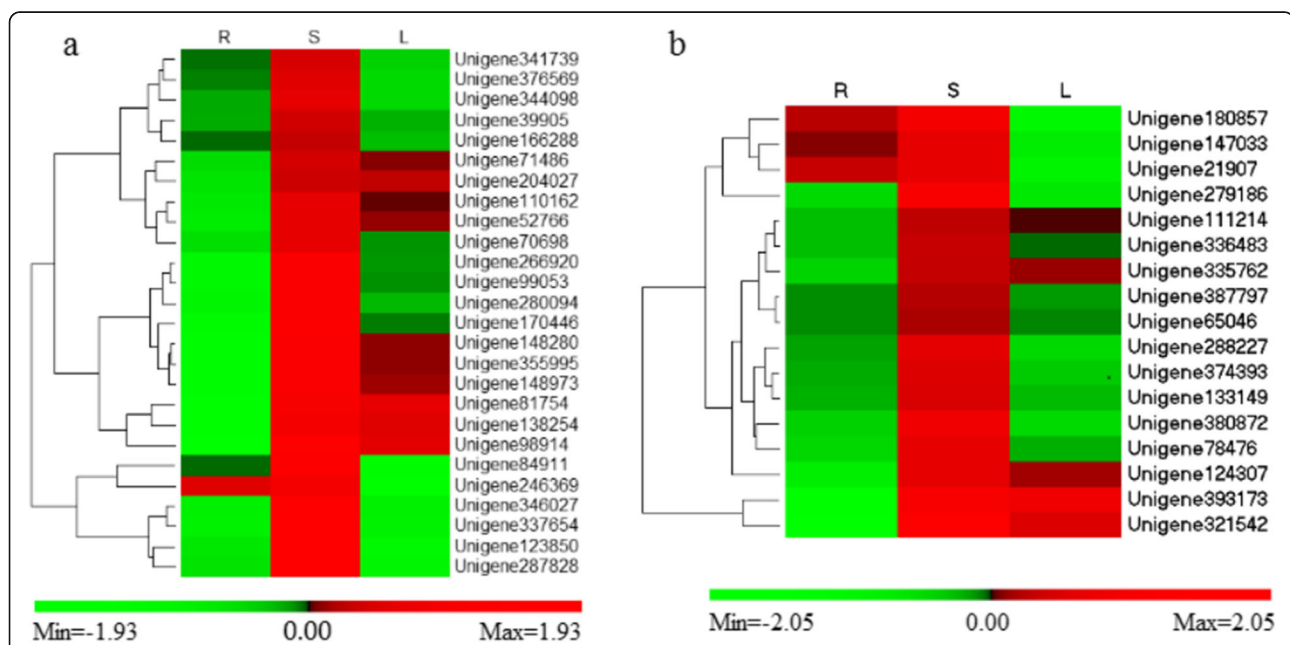 a
R S L
Unigene341739
Unigene376569
Unigene344098
Unigene39905
Unigene166288
Unigene71486
Unigene204027
Unigene110162
Unigene52766
Unigene70698
Unigene266920
Unigene99053
Unigene280094
Unigene170446
Unigene148280
Unigene355995
Unigene148973
Unigene81754
Unigene138254
Unigene98914
Unigene84911
Unigene246369
Unigene346027
Unigene337654
Unigene123850
Unigene287828
Min=-1.93 0.00 Max=1.93
b
R S L
Unigene180857
Unigene147033
Unigene21907
Unigene279186
Unigene111214
Unigene336483
Unigene335762
Unigene387797
Unigene65046
Unigene288227
Unigene374393
Unigene133149
Unigene380872
Unigene78476
Unigene124307
Unigene393173
Unigene321542
Min=-2.05 0.00 Max=2.05